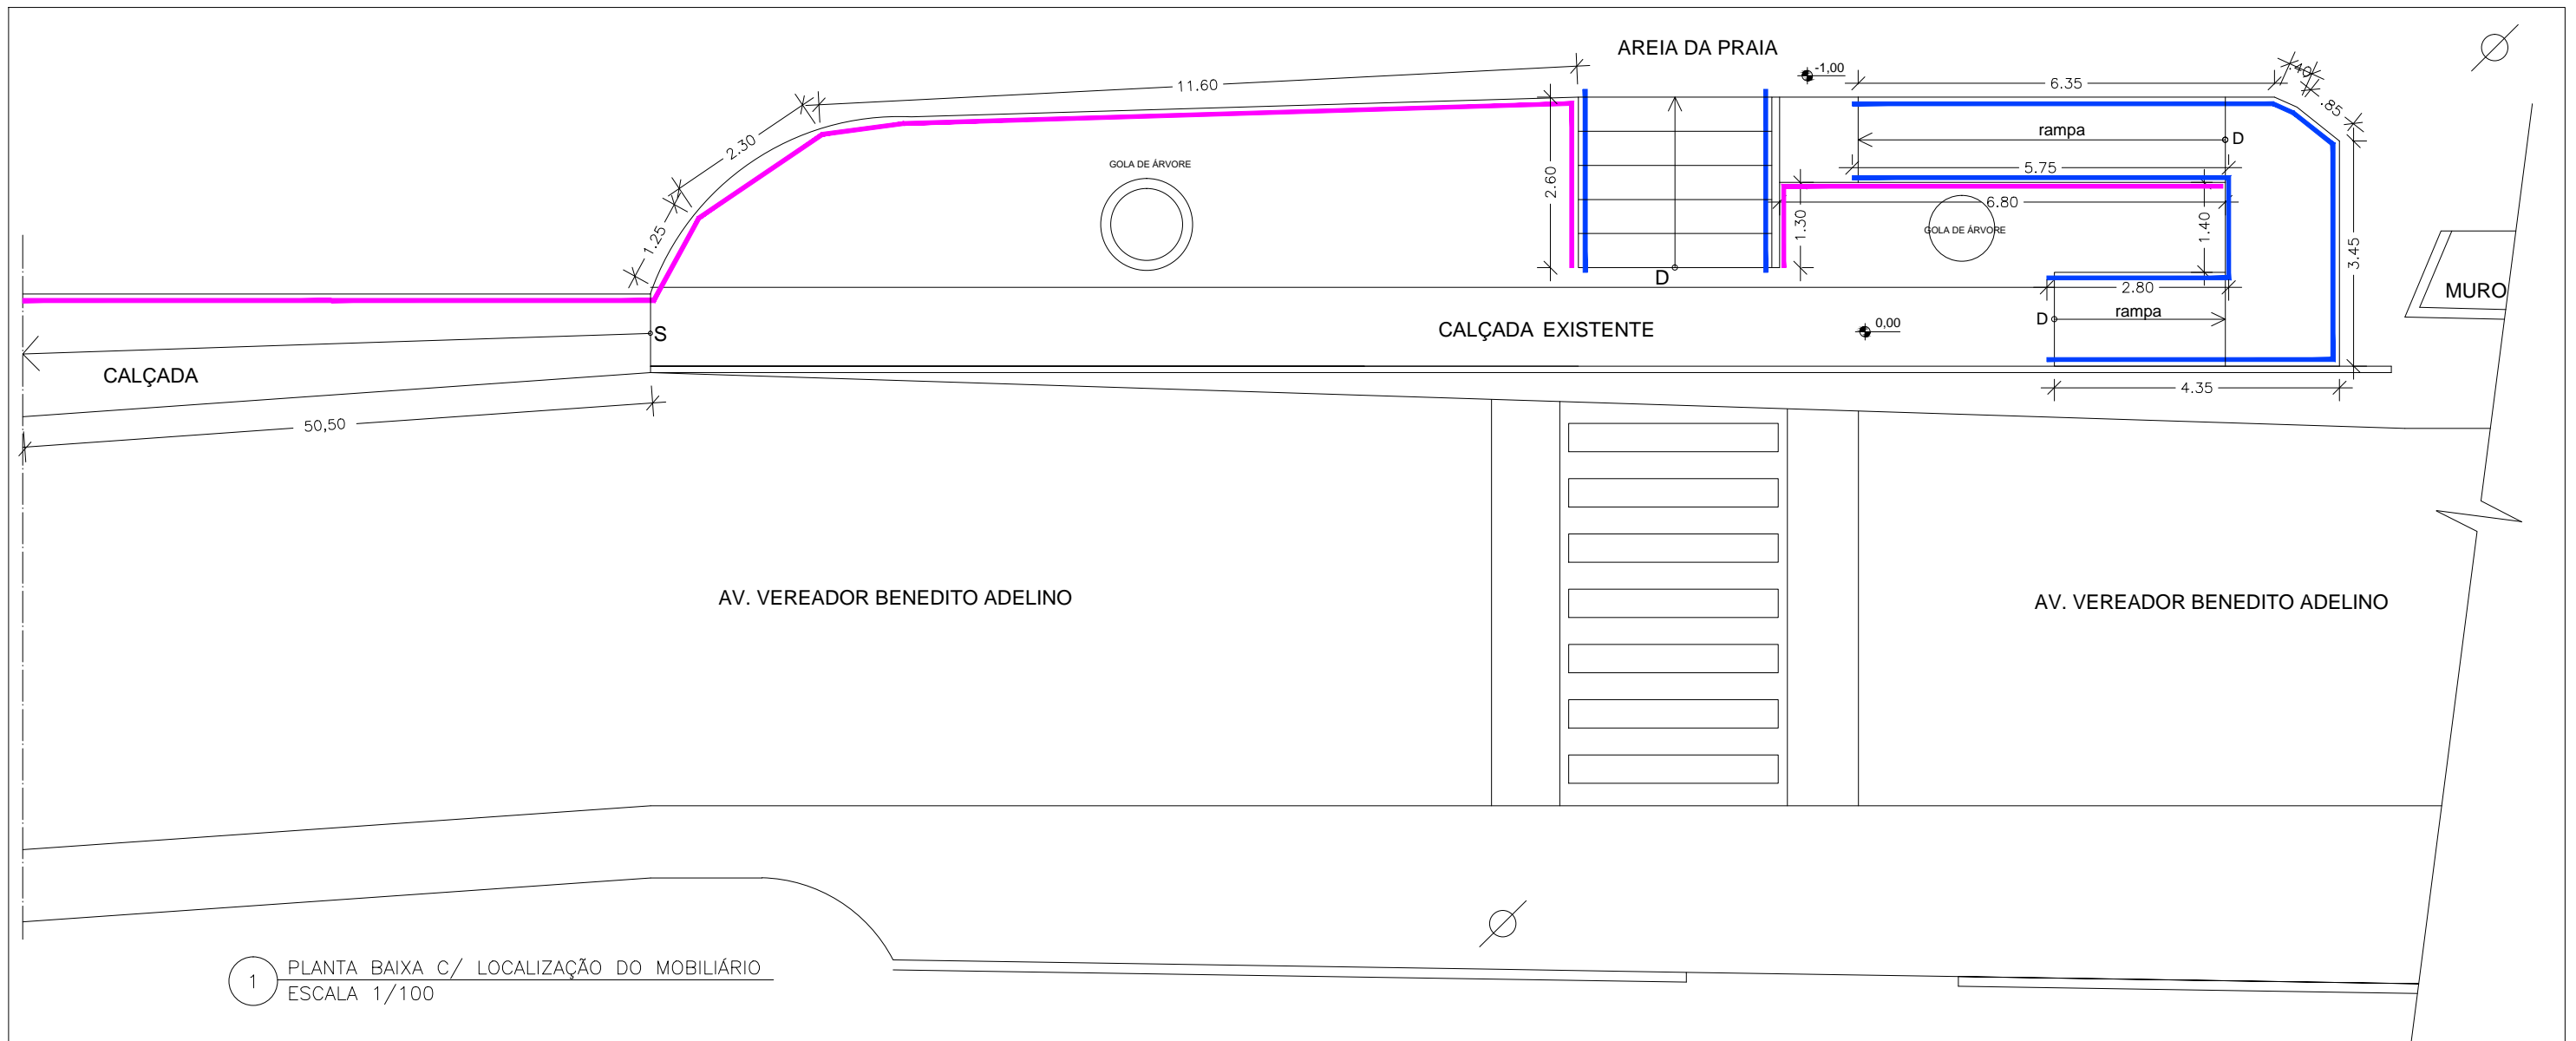 AREIA DA PRAIA
-1,00
11.60
6.35
.40
.85
2.30
rampa
D
GOLA DE ÁRVORE
5.75
2.60
6.80
1.30
1.40
GOLA DE ÁRVORE
1.25
3.45
D
2.80
MURO
S
CALÇADA EXISTENTE
0,00
D
rampa
CALÇADA
4.35
50,50
AV. VEREADOR BENEDITO ADELINO
AV. VEREADOR BENEDITO ADELINO
1
PLANTA BAIXA C/ LOCALIZAÇÃO DO MOBILIÁRIO
ESCALA 1/100